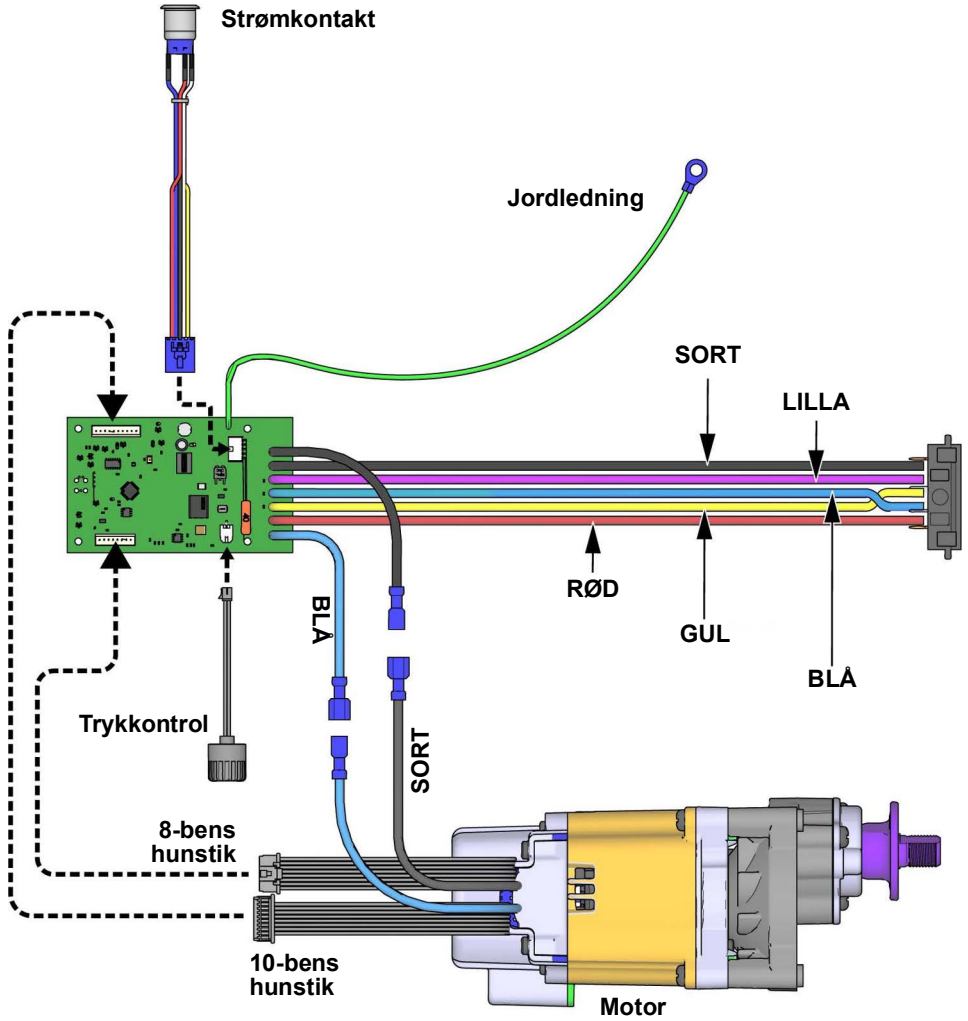 Strømkontakt
Jordledning
SORT
LILLA
RØD
GUL
BLÅ
BLÅ
SORT
Trykkontrol
8-bens
hunstik
10-bens
hunstik
Motor